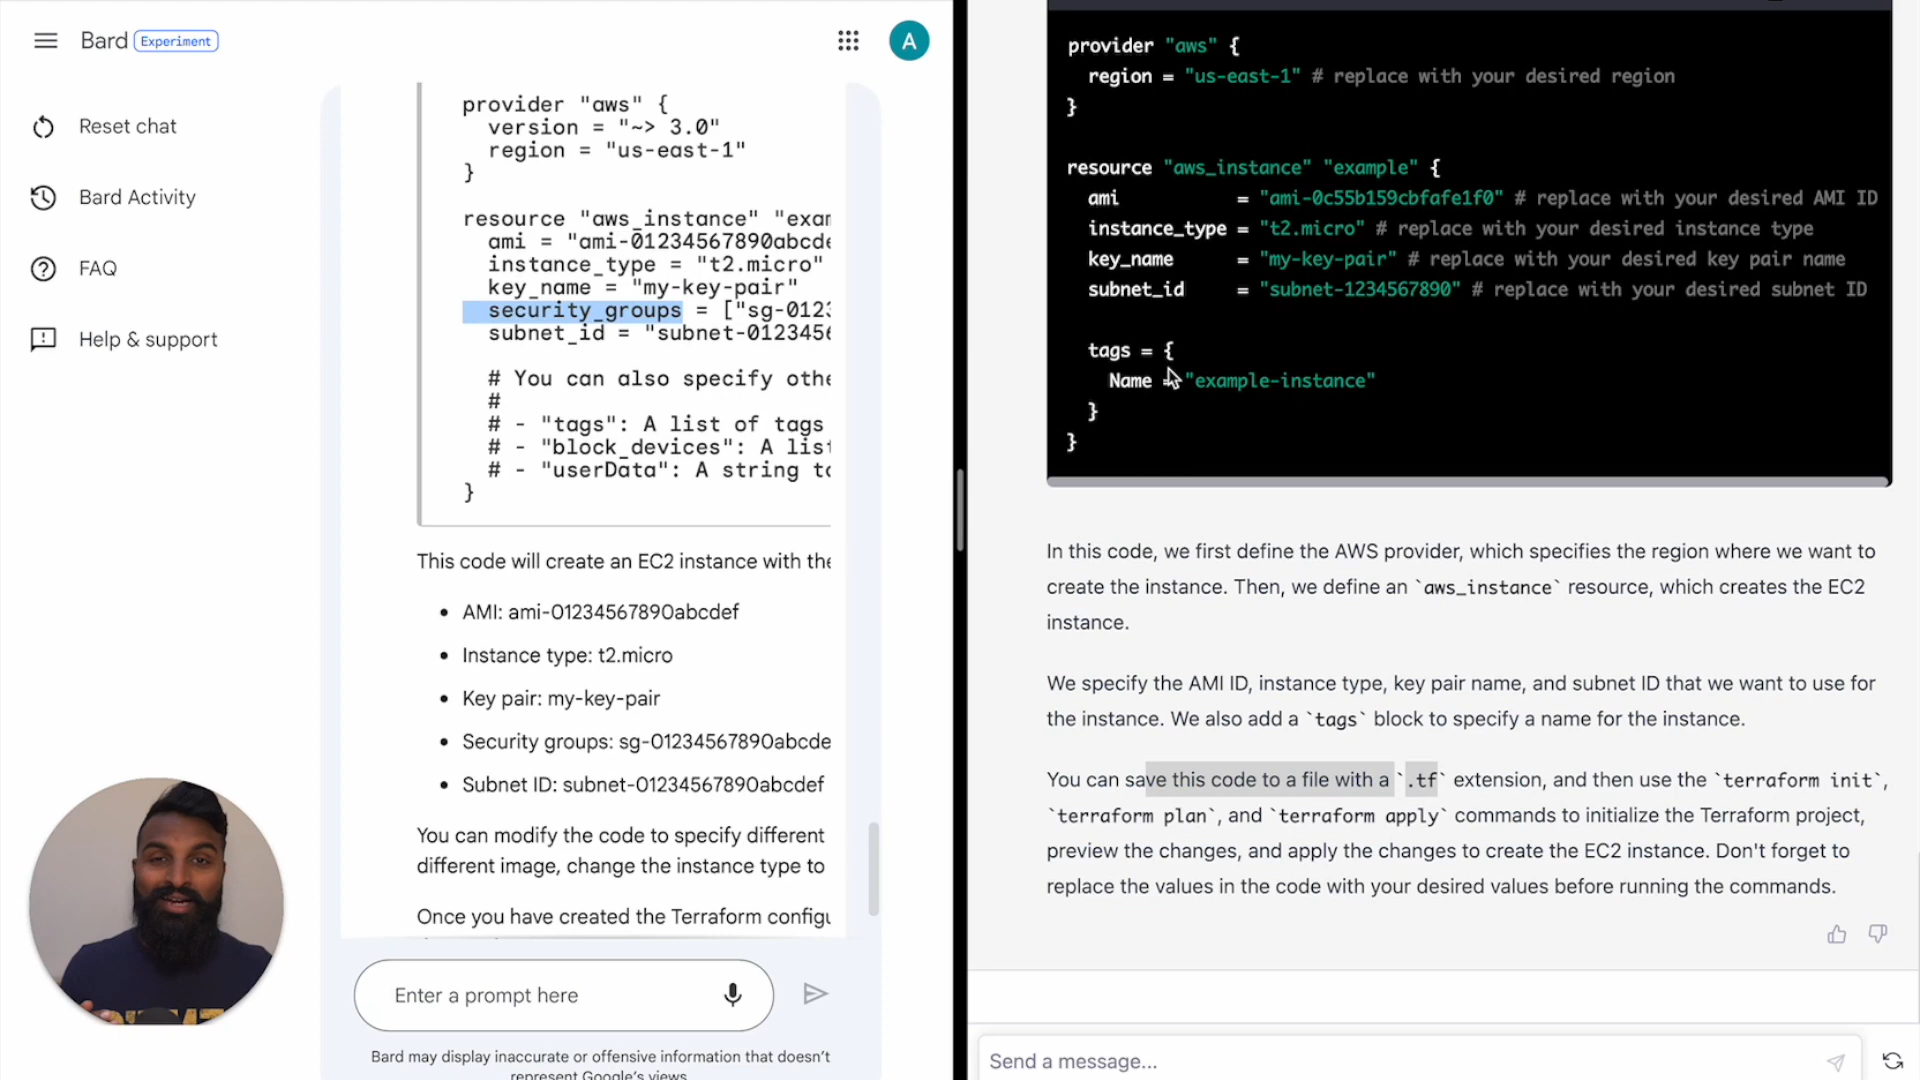 Bard Experiment
A
Reset chat
Bard Activity
FAQ
Help & support
provider "aws" {
version = "~> 3.0"
region = "us-east-1"
}
resource "aws_instance" "exam
ami = "ami-01234567890abcde
instance_type = "t2.micro"
key_name = "my-key-pair"
security_groups = ["sg-0123
subnet_id = "subnet-0123456
# You can also specify othe
#
# - "tags": A list of tags
# - "block_devices": A list
# - "userData": A string to
}
This code will create an EC2 instance with the
• AMI: ami-01234567890abcdef
• Instance type: t2.micro
• Key pair: my-key-pair
• Security groups: sg-01234567890abcde
• Subnet ID: subnet-01234567890abcdef
You can modify the code to specify different
different image, change the instance type to
Once you have created the Terraform configu
Enter a prompt here
Bard may display inaccurate or offensive information that doesn't
represent Google's views.
provider "aws" {
region = "us-east-1" # replace with your desired region
}
resource "aws_instance" "example" {
ami = "ami-0c55b159cbfafe1f0" # replace with your desired AMI ID
instance_type = "t2.micro" # replace with your desired instance type
key_name = "my-key-pair" # replace with your desired key pair name
subnet_id = "subnet-1234567890" # replace with your desired subnet ID
tags = {
Name = "example-instance"
}
}
In this code, we first define the AWS provider, which specifies the region where we want to
create the instance. Then, we define an `aws_instance` resource, which creates the EC2
instance.
We specify the AMI ID, instance type, key pair name, and subnet ID that we want to use for
the instance. We also add a `tags` block to specify a name for the instance.
You can save this code to a file with a `.tf` extension, and then use the `terraform init`,
`terraform plan`, and `terraform apply` commands to initialize the Terraform project,
preview the changes, and apply the changes to create the EC2 instance. Don't forget to
replace the values in the code with your desired values before running the commands.
Send a message...